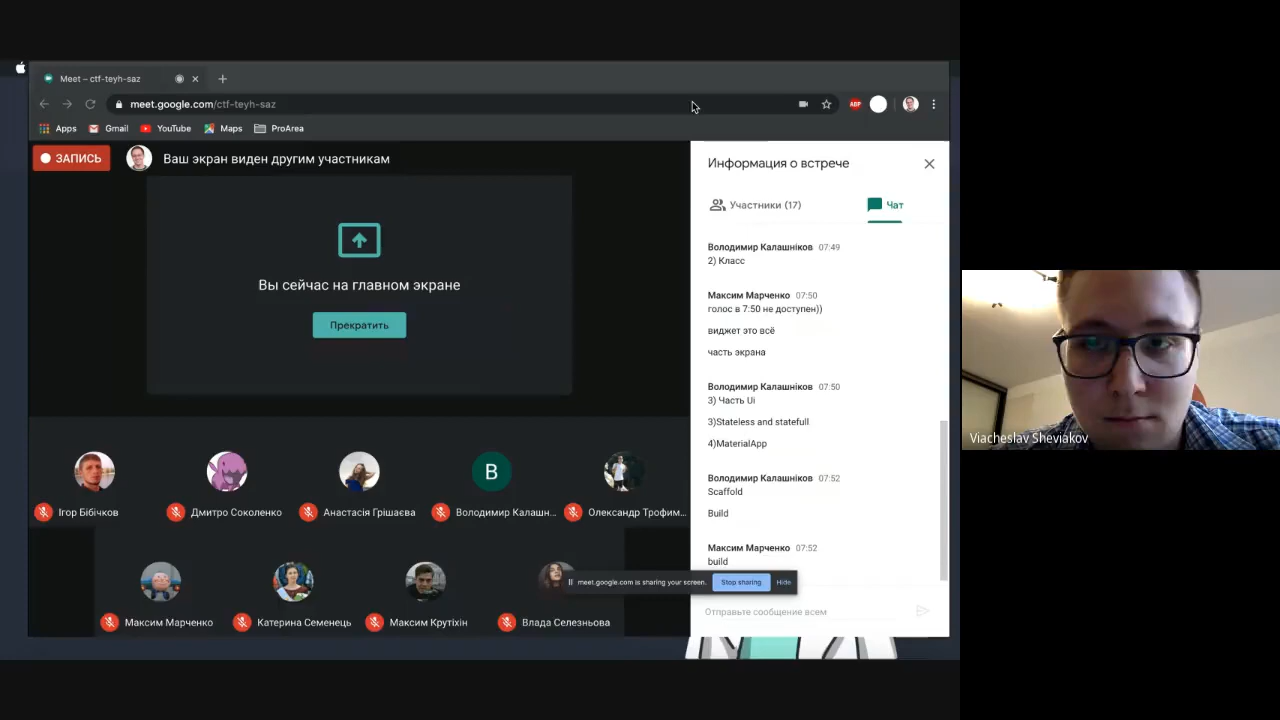 Meet – ctf-teyh-saz
meet.google.com/ctf-teyh-saz
ABP
Apps
Gmail
YouTube
Maps
ProArea
ЗАПИСЬ
Ваш экран виден другим участникам
Вы сейчас на главном экране
Прекратить
Информация о встрече
Участники (17)
Чат
Володимир Калашніков 07:49
2) Класс
Максим Марченко 07:50
голос в 7:50 не доступен))
виджет это всё
часть экрана
Володимир Калашніков 07:50
3) Часть Ui
3)Stateless and statefull
4)MaterialApp
Володимир Калашніков 07:52
Scaffold
Build
Максим Марченко 07:52
build
Отправьте сообщение всем
B
Ігор Бібічков
Дмитро Соколенко
Анастасія Грішаєва
Володимир Калашн...
Олександр Трофим...
meet.google.com is sharing your screen.
Stop sharing
Hide
Максим Марченко
Катерина Семенець
Максим Крутіхін
Влада Селезньова
Viacheslav Sheviakov